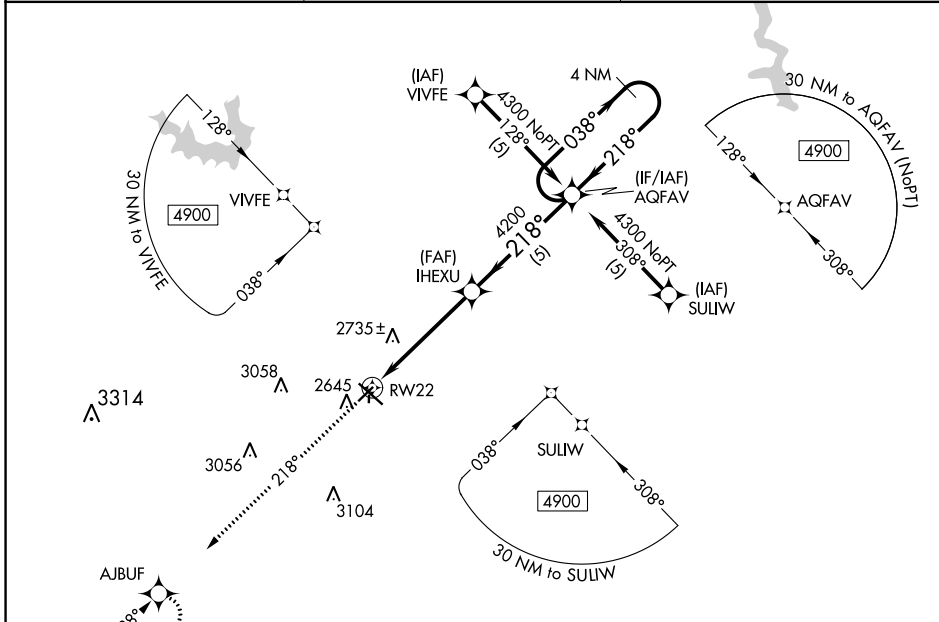 (IAF)
VIVFE
4 NM
4300 NoPT
128°
(5)
038°
218°
30 NM to AQFAV (NoPT)
4900
128°
AQFAV
308°
128°
VIVFE
4900
30 NM to VIVFE
038°
(IF/IAF)
AQFAV
4200
218°
(5)
4300 NoPT
308°
(5)
(FAF)
IHEXU
(IAF)
SULIW
2735±
3058
2645
RW22
3314
3056
218°
3104
038°
SULIW
308°
4900
30 NM to SULIW
AJBUF